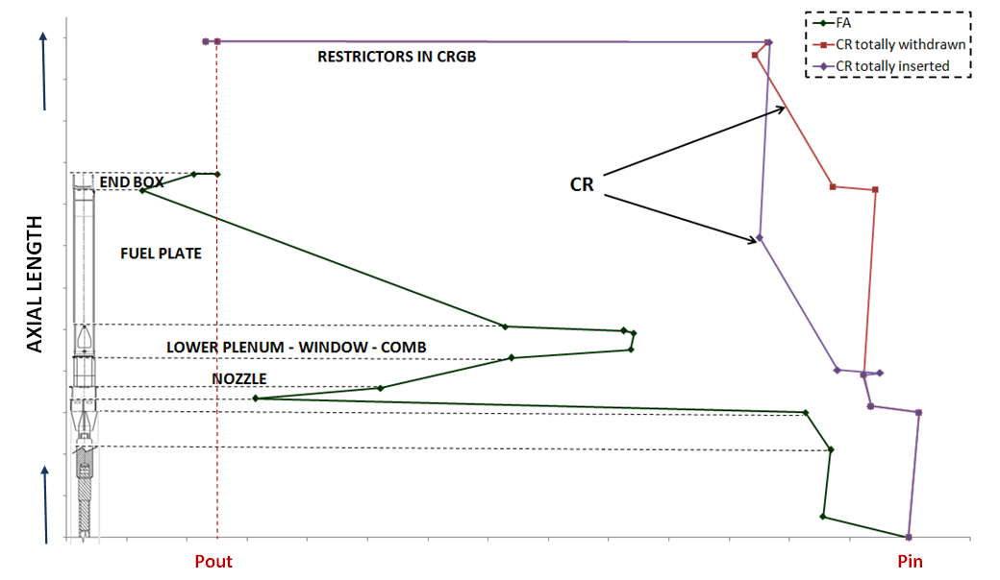 FA
CR totally withdrawn
CR totally inserted
RESTRICTORS IN CRGB
END BOX
CR
FUEL PLATE
AXIAL LENGTH
LOWER PLENUM - WINDOW - COMB
NOZZLE
Pout
Pin